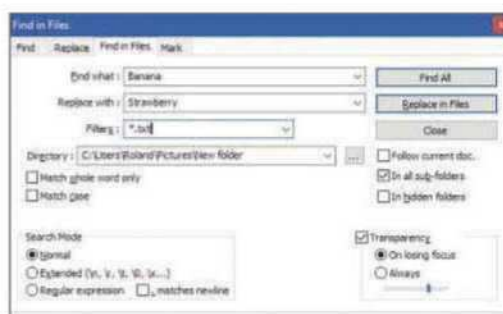 Find in Files
Find Replace Find in Files Mark
Find what : Banana
Find All
Replace with : Strawberry
Replace in Files
Filters : *.txt
Close
Directory : C:\Users\Roland\Pictures\New folder ...
Follow current doc.
Match whole word only
In all sub-folders
Match case
In hidden folders
Search Mode
Transparency
Normal
On losing focus
Extended (\n, \r, \t, \0, \x...)
Always
Regular expression . matches newline